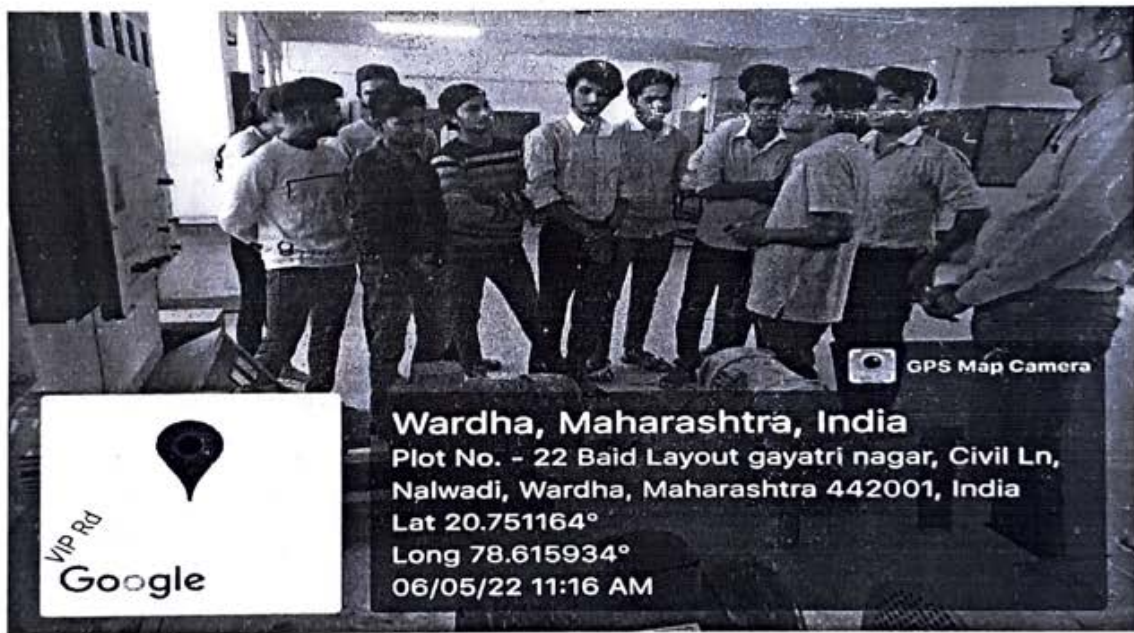 GPS Map Camera
Wardha, Maharashtra, India
Plot No. - 22 Baid Layout gayatri nagar, Civil Ln,
Nalwadi, Wardha, Maharashtra 442001, India
Lat 20.751164°
Long 78.615934°
06/05/22 11:16 AM
VIP Rd
Google